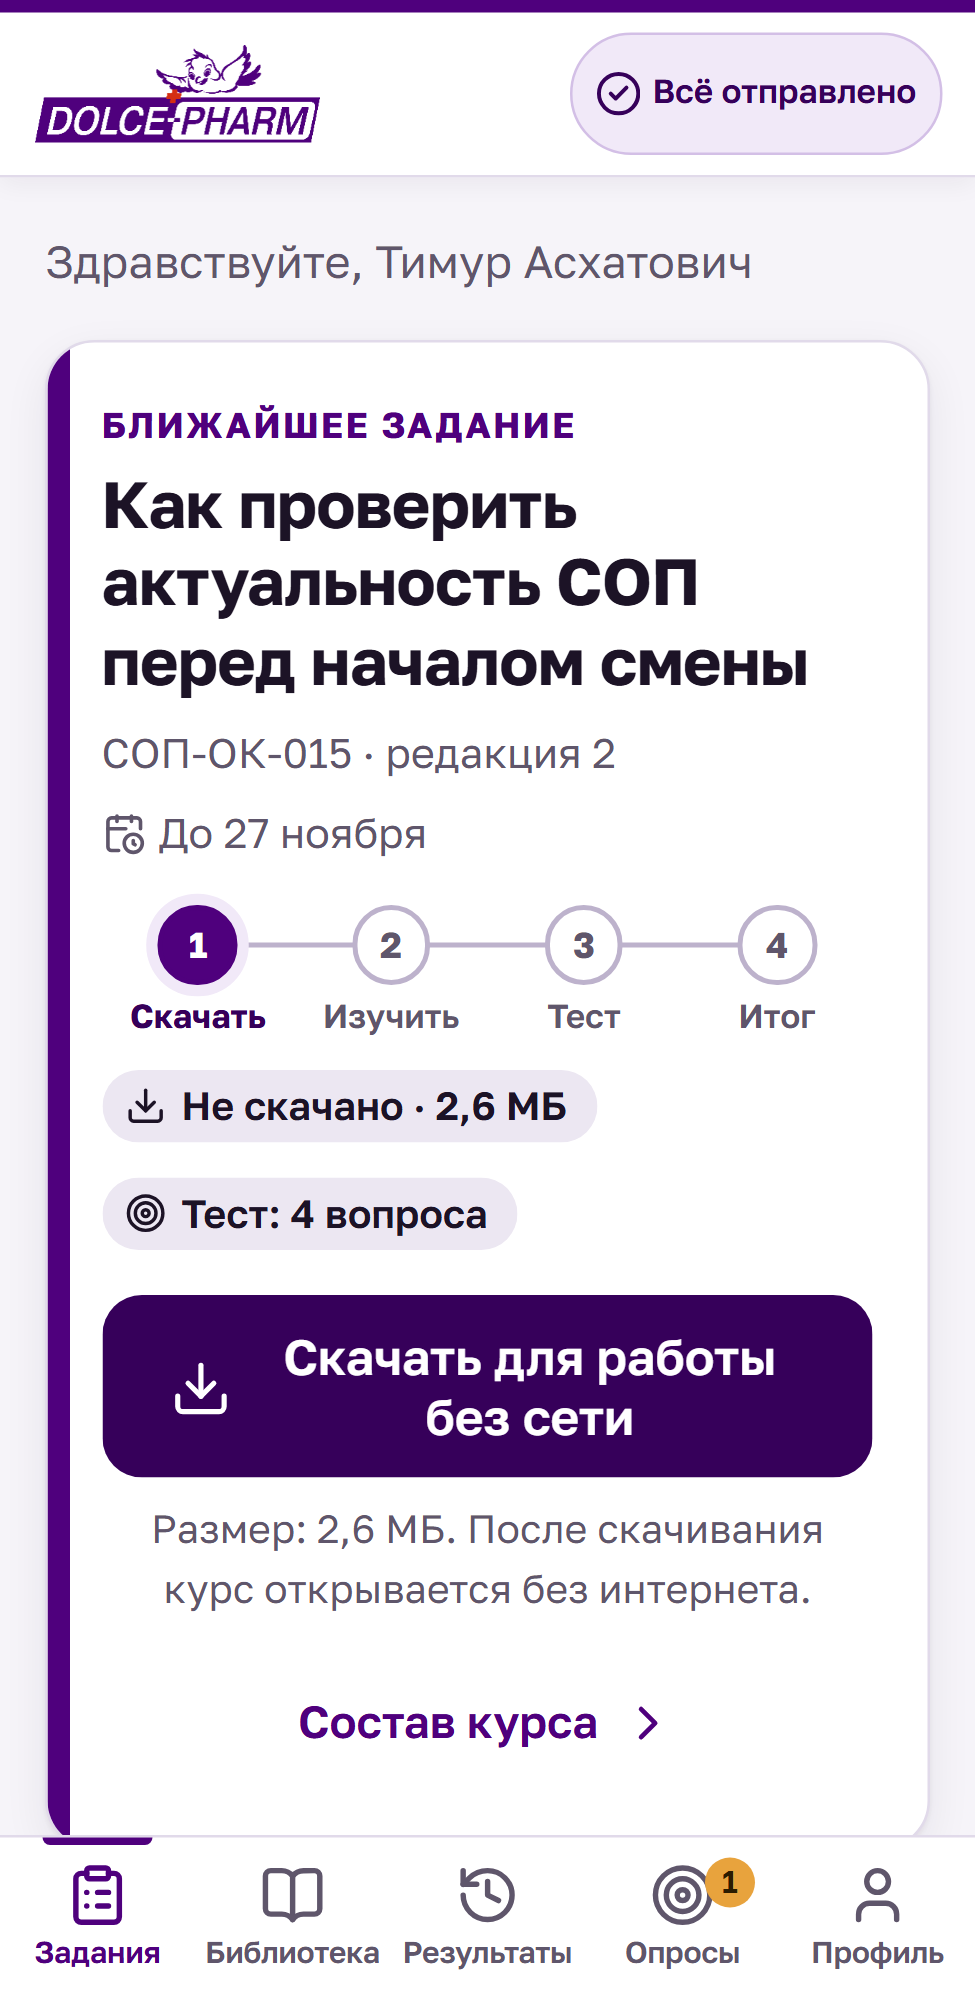 DOLCE-PHARM
Всё отправлено
Здравствуйте, Тимур Асхатович
БЛИЖАЙШЕЕ ЗАДАНИЕ
Как проверить
актуальность СОП
перед началом смены
СОП-ОК-015 · редакция 2
До 27 ноября
1 2 3 4
Скачать Изучить Тест Итог
Не скачано · 2,6 МБ
Тест: 4 вопроса
Скачать для работы
без сети
Размер: 2,6 МБ. После скачивания
курс открывается без интернета.
Состав курса
1
Задания Библиотека Результаты Опросы Профиль